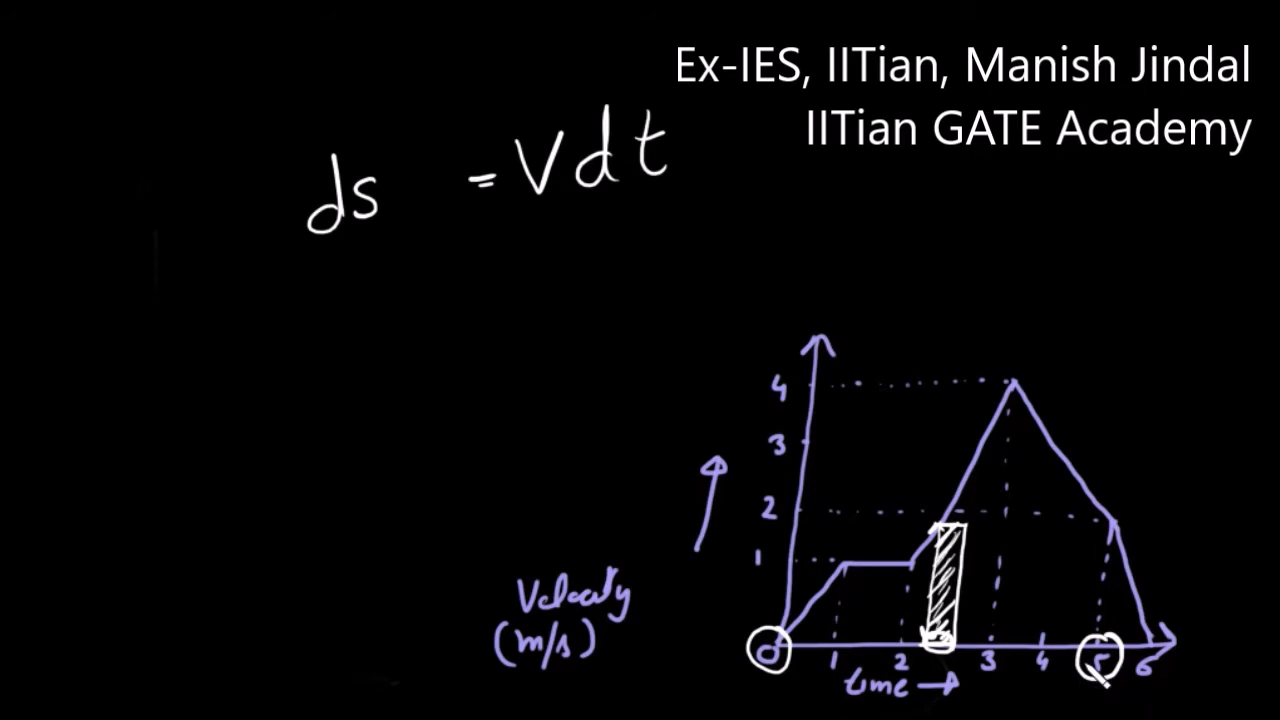 Ex-IES, IITian, Manish Jindal
IITian GATE Academy
ds = Vdt
4
3
2
1
Velocity
(m/s)
0 1 2 3 4 5 6
time →